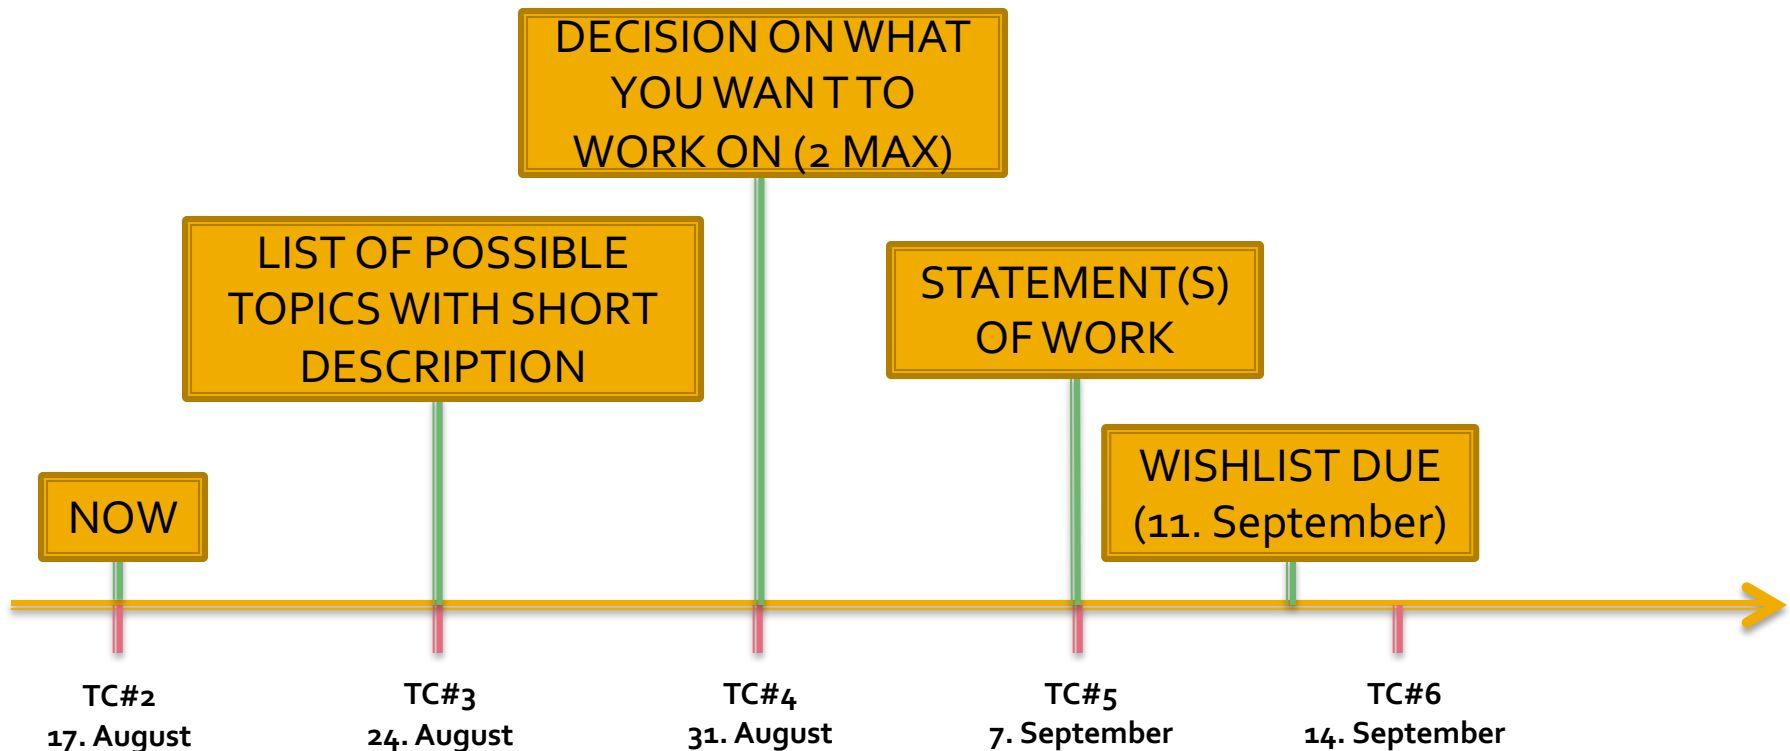 DECISION ON WHAT
YOU WAN T TO
WORK ON (2 MAX)
LIST OF POSSIBLE
TOPICS WITH SHORT
DESCRIPTION
STATEMENT(S)
OF WORK
WISHLIST DUE
(11. September)
NOW
TC#2
17. August
TC#3
24. August
TC#4
31. August
TC#5
7. September
TC#6
14. September